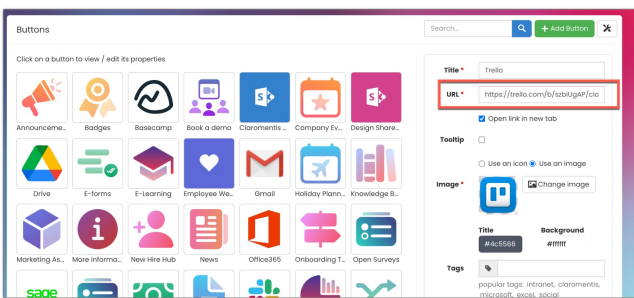 Buttons
Search...
+ Add Button
Click on a button to view / edit its properties
Announceme... Badges Basecamp Book a demo Claromentis ... Company Ev... Design Share...
Drive E-forms E-Learning Employee We... Gmail Holiday Plann... Knowledge B...
Marketing As... More informa... New Hire Hub News Office365 Onboarding T... Open Surveys
sage
S
S
Title * Trello
URL * https://trello.com/b/szbiUgAP/clo
Open link in new tab
Tooltip
Use an icon Use an image
Image * Change image
Title Background
#4c5566 #ffffff
Tags
popular tags: intranet, claromentis,
microsoft, excel, social